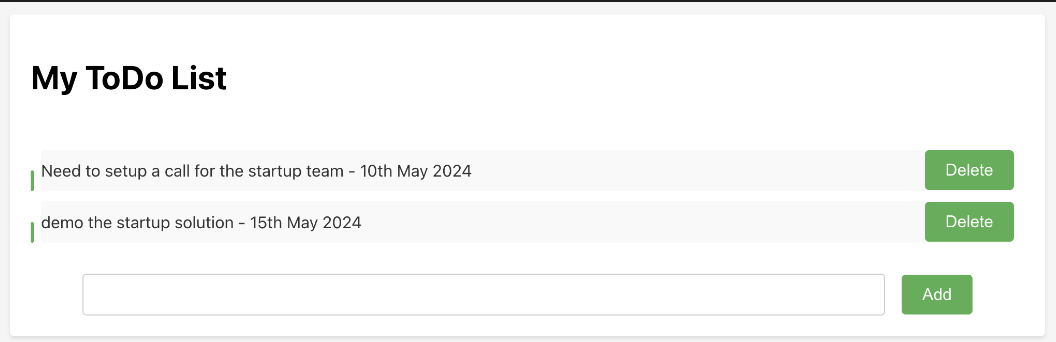 My ToDo List
Need to setup a call for the startup team - 10th May 2024
Delete
demo the startup solution - 15th May 2024
Delete
Add